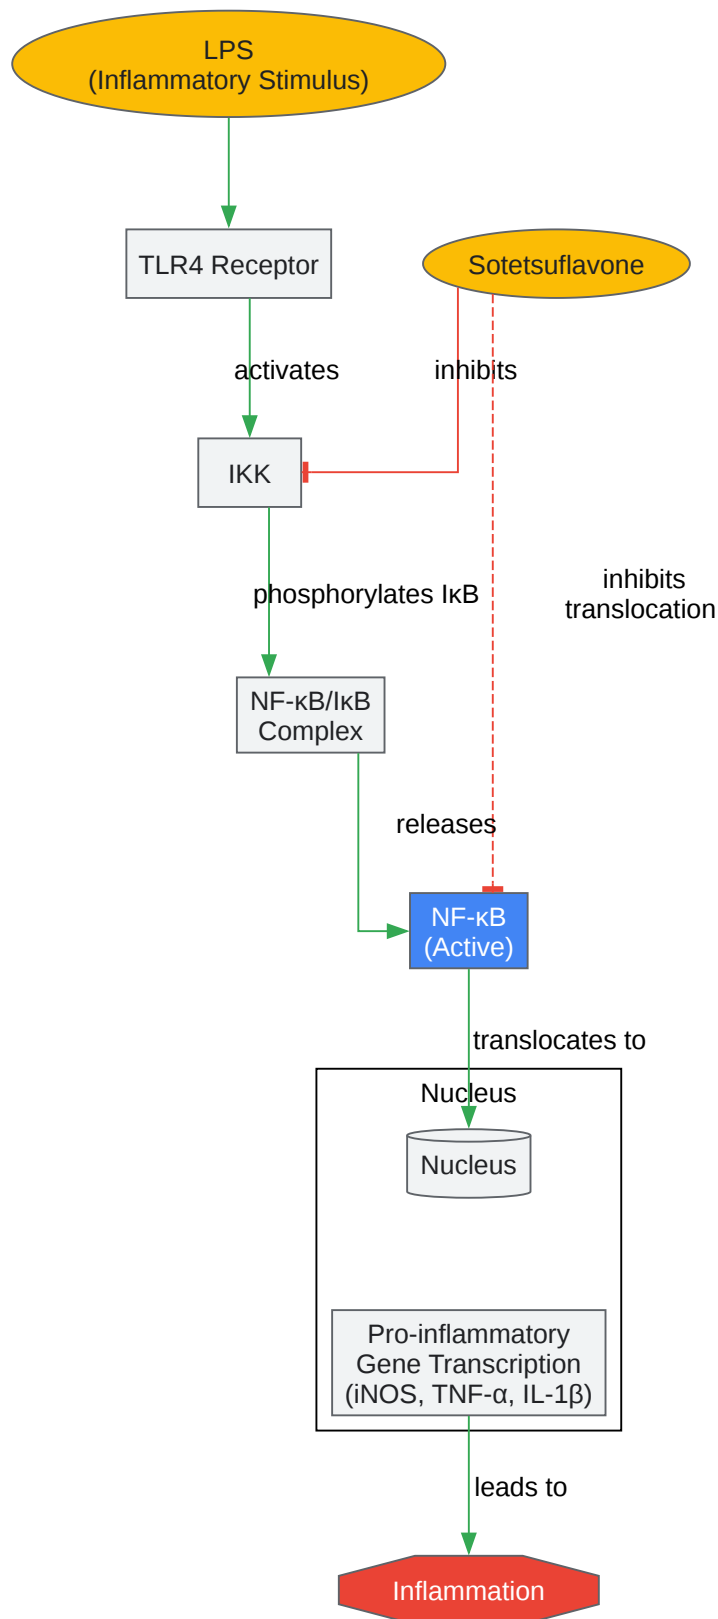 LPS
(Inflammatory Stimulus)
TLR4 Receptor
Sotetsuflavone
activates
inhibits
IKK
inhibits
translocation
phosphorylates IκB
NF-κB/IκB
Complex
releases
NF-κB
(Active)
translocates to
Nucleus
Nucleus
Pro-inflammatory
Gene Transcription
(iNOS, TNF-α, IL-1β)
leads to
Inflammation